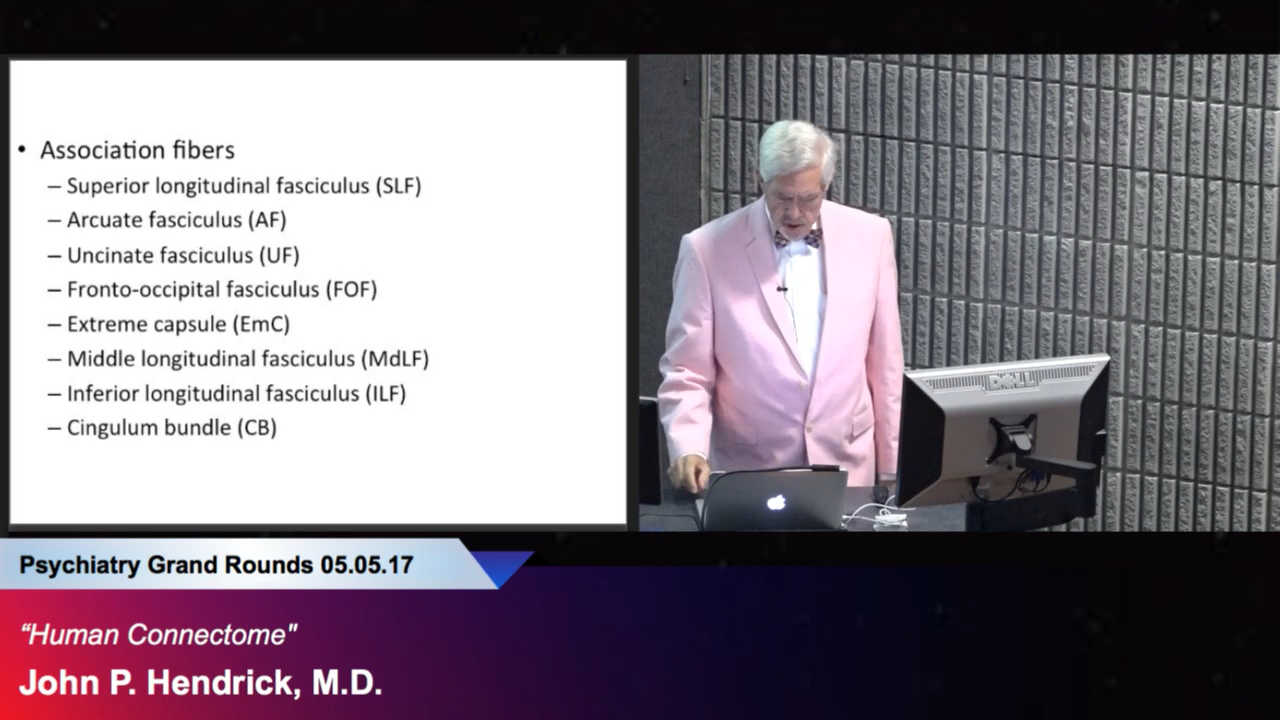 • Association fibers
– Superior longitudinal fasciculus (SLF)
– Arcuate fasciculus (AF)
– Uncinate fasciculus (UF)
– Fronto-occipital fasciculus (FOF)
– Extreme capsule (EmC)
– Middle longitudinal fasciculus (MdLF)
– Inferior longitudinal fasciculus (ILF)
– Cingulum bundle (CB)
DELL
Psychiatry Grand Rounds 05.05.17
“Human Connectome"
John P. Hendrick, M.D.